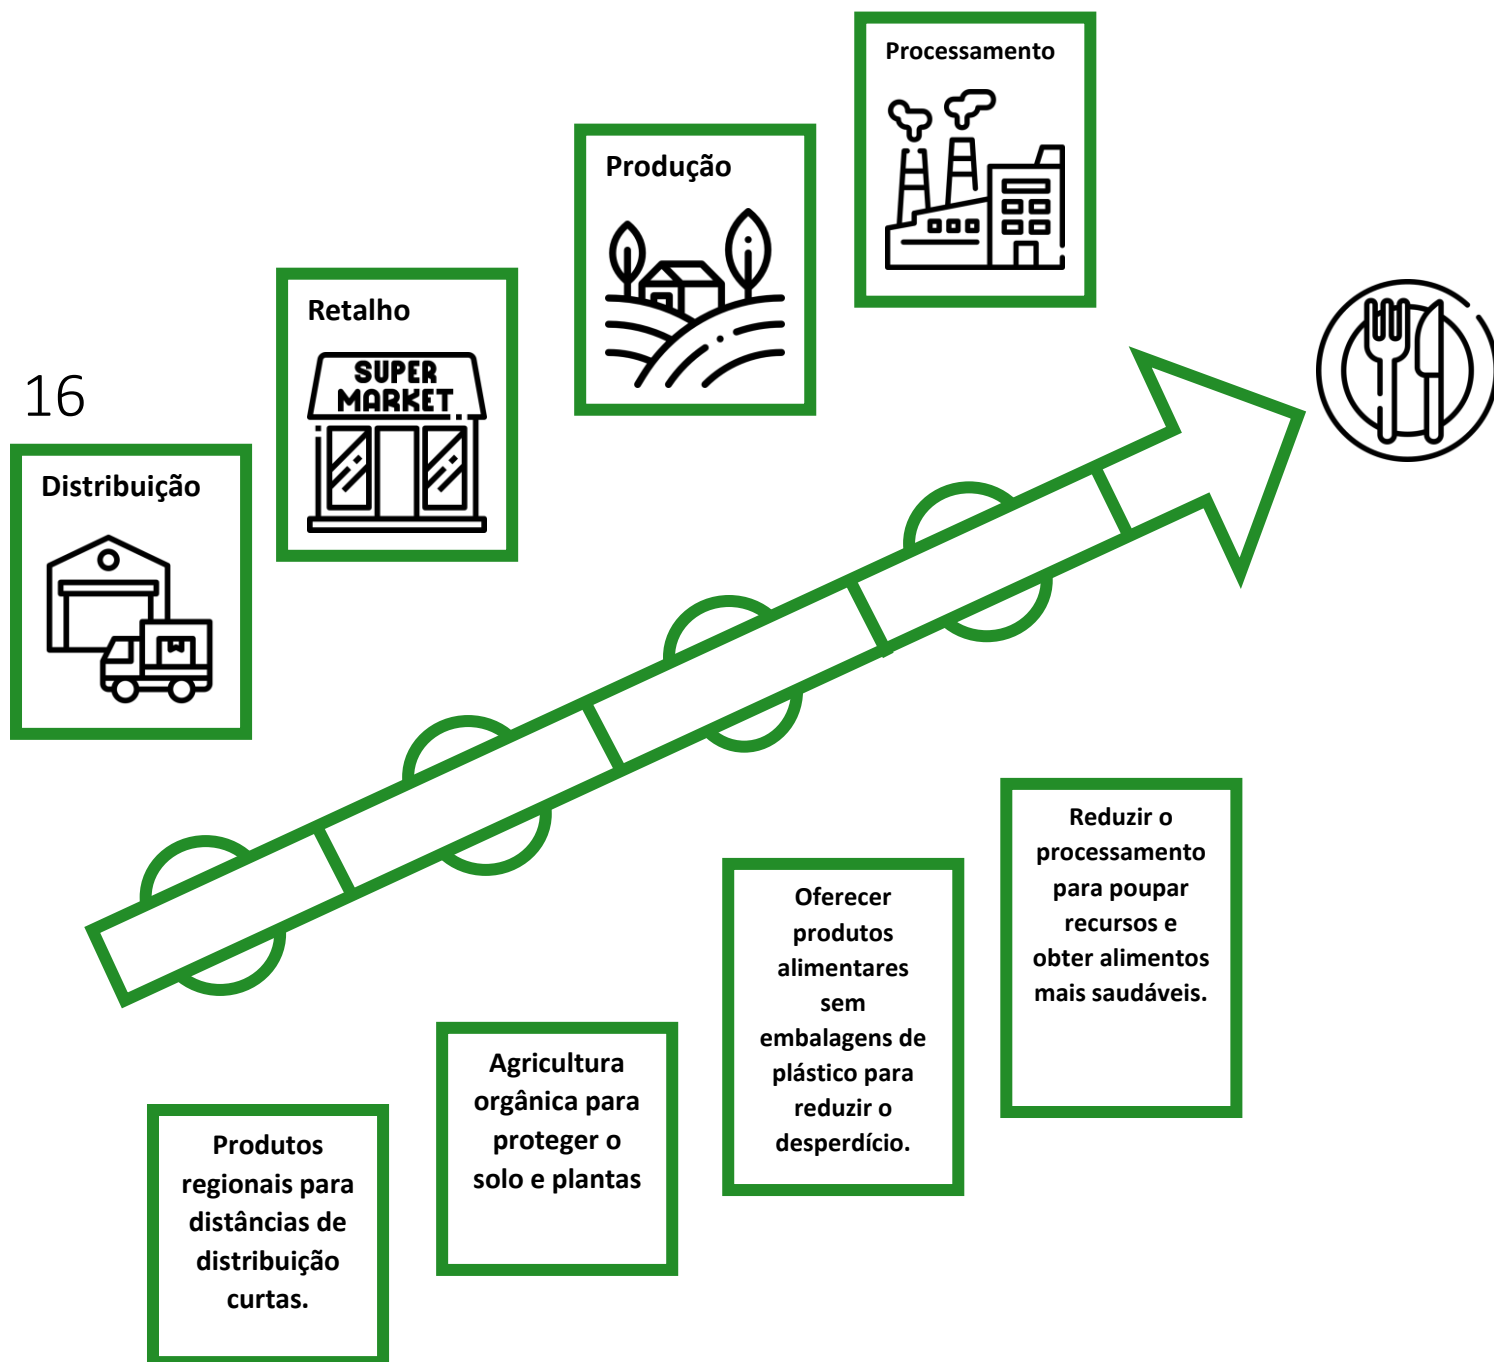 Processamento
Produção
Retalho
SUPER
MARKET
16
Distribuição
Reduzir o
processamento
para poupar
recursos e
obter alimentos
mais saudáveis.
Oferecer
produtos
alimentares
sem
embalagens de
plástico para
reduzir o
desperdício.
Agricultura
orgânica para
proteger o
solo e plantas
Produtos
regionais para
distâncias de
distribuição
curtas.